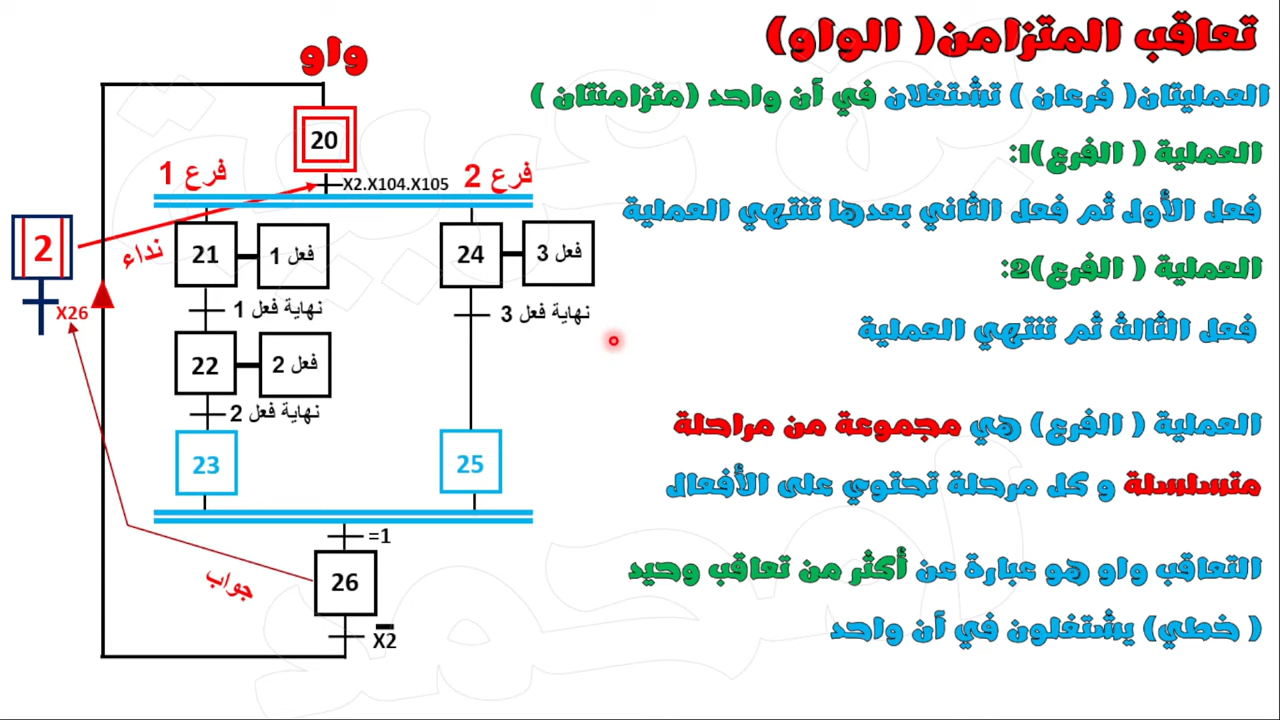 تعاقب المتزامن( الواو)
العمليتان( فرعان ) تشتغلان في أن واحد (متزامنتان )
العملية ( الفرع)1:
فعل الأول ثم فعل الثاني بعدها تنتهي العملية
العملية ( الفرع)2:
فعل الثالث ثم تنتهي العملية
العملية ( الفرع) هي مجموعة من مراحلة
متسلسلة و كل مرحلة تحتوي على الأفعال
التعاقب واو هو عبارة عن أكثر من تعاقب وحيد
( خطي) يشتغلون في أن واحد
واو
20
X2.X104.X105
فرع 1
فرع 2
2
نداء
X26
21
فعل 1
نهاية فعل 1
24
فعل 3
نهاية فعل 3
22
فعل 2
نهاية فعل 2
23
25
=1
26
جواب
X̅2̅